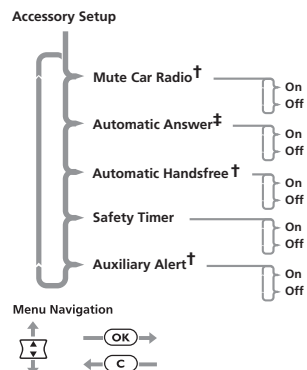 Accessory Setup
Mute Car Radio†
On
Off
Automatic Answer‡
On
Off
Automatic Handsfree †
On
Off
Safety Timer
On
Off
Auxiliary Alert†
On
Off
Menu Navigation
OK
C